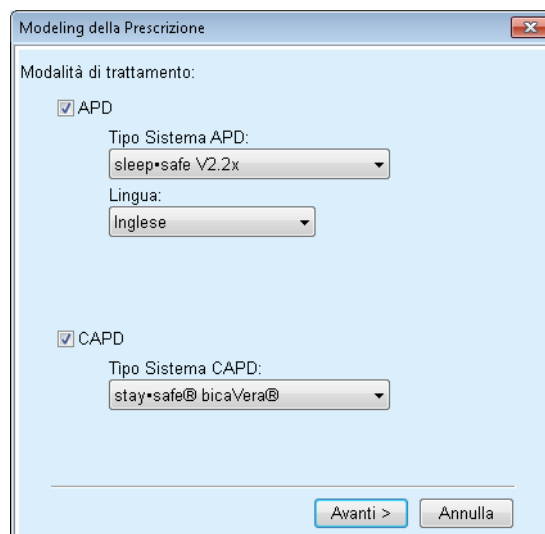 Modeling della Prescrizione
Modalità di trattamento:
APD
Tipo Sistema APD:
sleep•safe V2.2x
Lingua:
Inglese
CAPD
Tipo Sistema CAPD:
stay•safe® bicaVera®
Avanti > Annulla